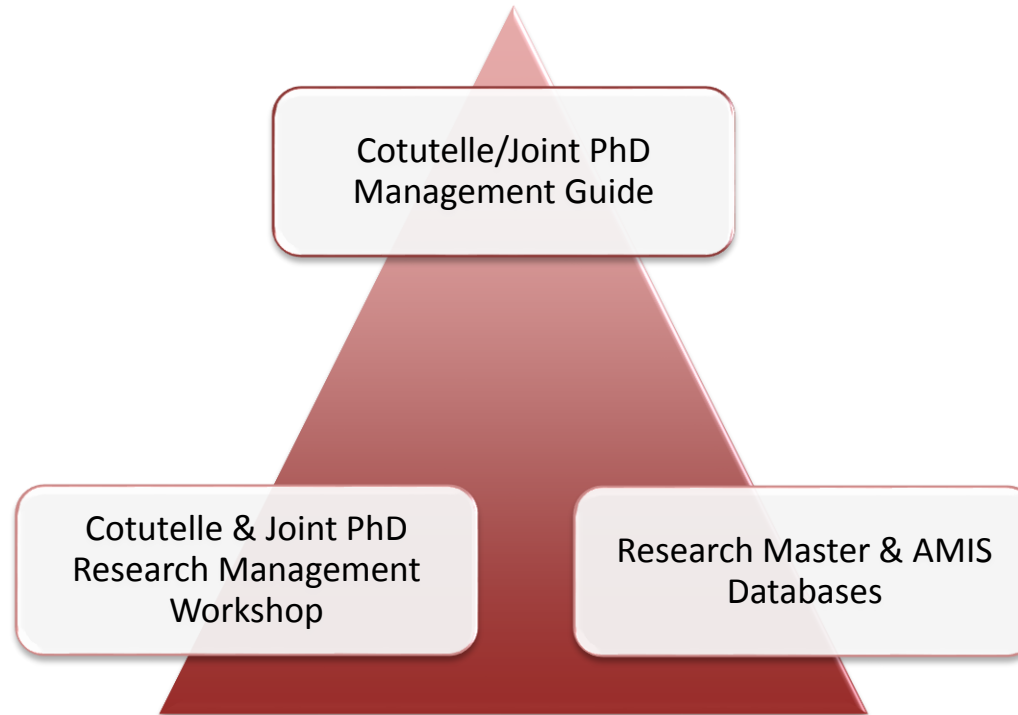 Cotutelle/Joint PhD
Management Guide
Cotutelle & Joint PhD
Research Management
Workshop
Research Master & AMIS
Databases